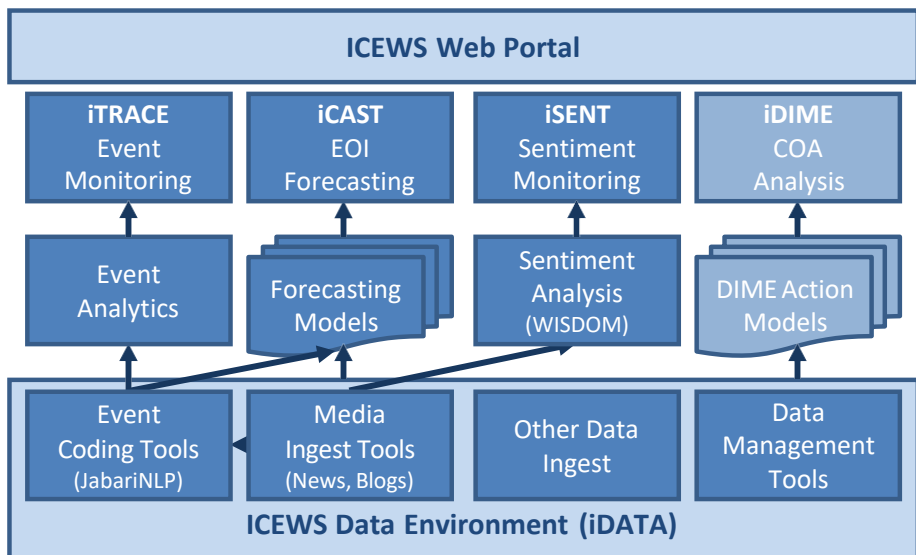 ICEWS Web Portal
iTRACE
Event
Monitoring
iCAST
EOI
Forecasting
iSENT
Sentiment
Monitoring
iDIME
COA
Analysis
Event
Analytics
Forecasting
Models
Sentiment
Analysis
(WISDOM)
DIME Action
Models
Event
Coding Tools
(JabariNLP)
Media
Ingest Tools
(News, Blogs)
Other Data
Ingest
Data
Management
Tools
ICEWS Data Environment (iDATA)